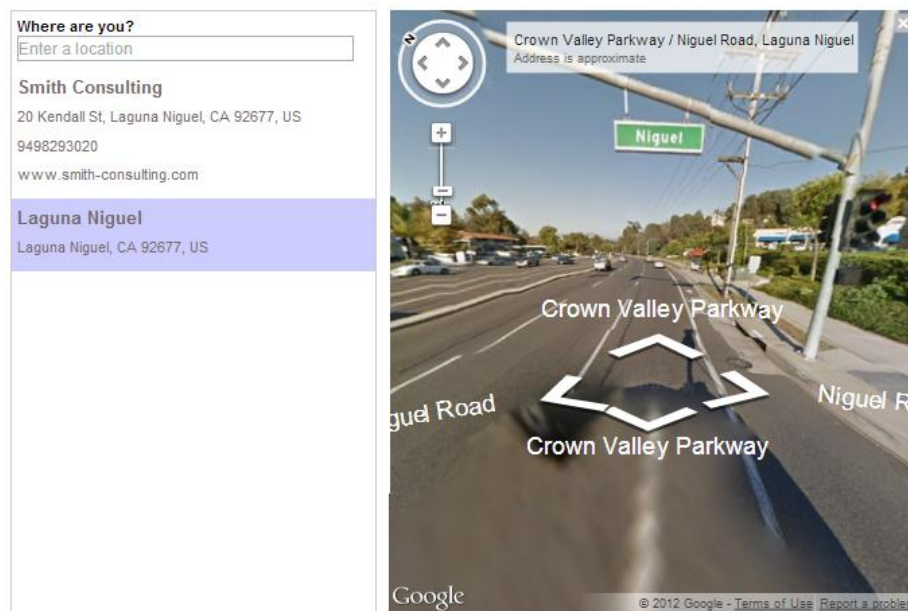 Where are you?
Enter a location
Smith Consulting
20 Kendall St, Laguna Niguel, CA 92677, US
9498293020
www.smith-consulting.com
Laguna Niguel
Laguna Niguel, CA 92677, US
N
Crown Valley Parkway / Niguel Road, Laguna Niguel
Address is approximate
Niguel
Crown Valley Parkway
guel Road
Niguel R
Crown Valley Parkway
Google
© 2012 Google - Terms of Use Report a problem